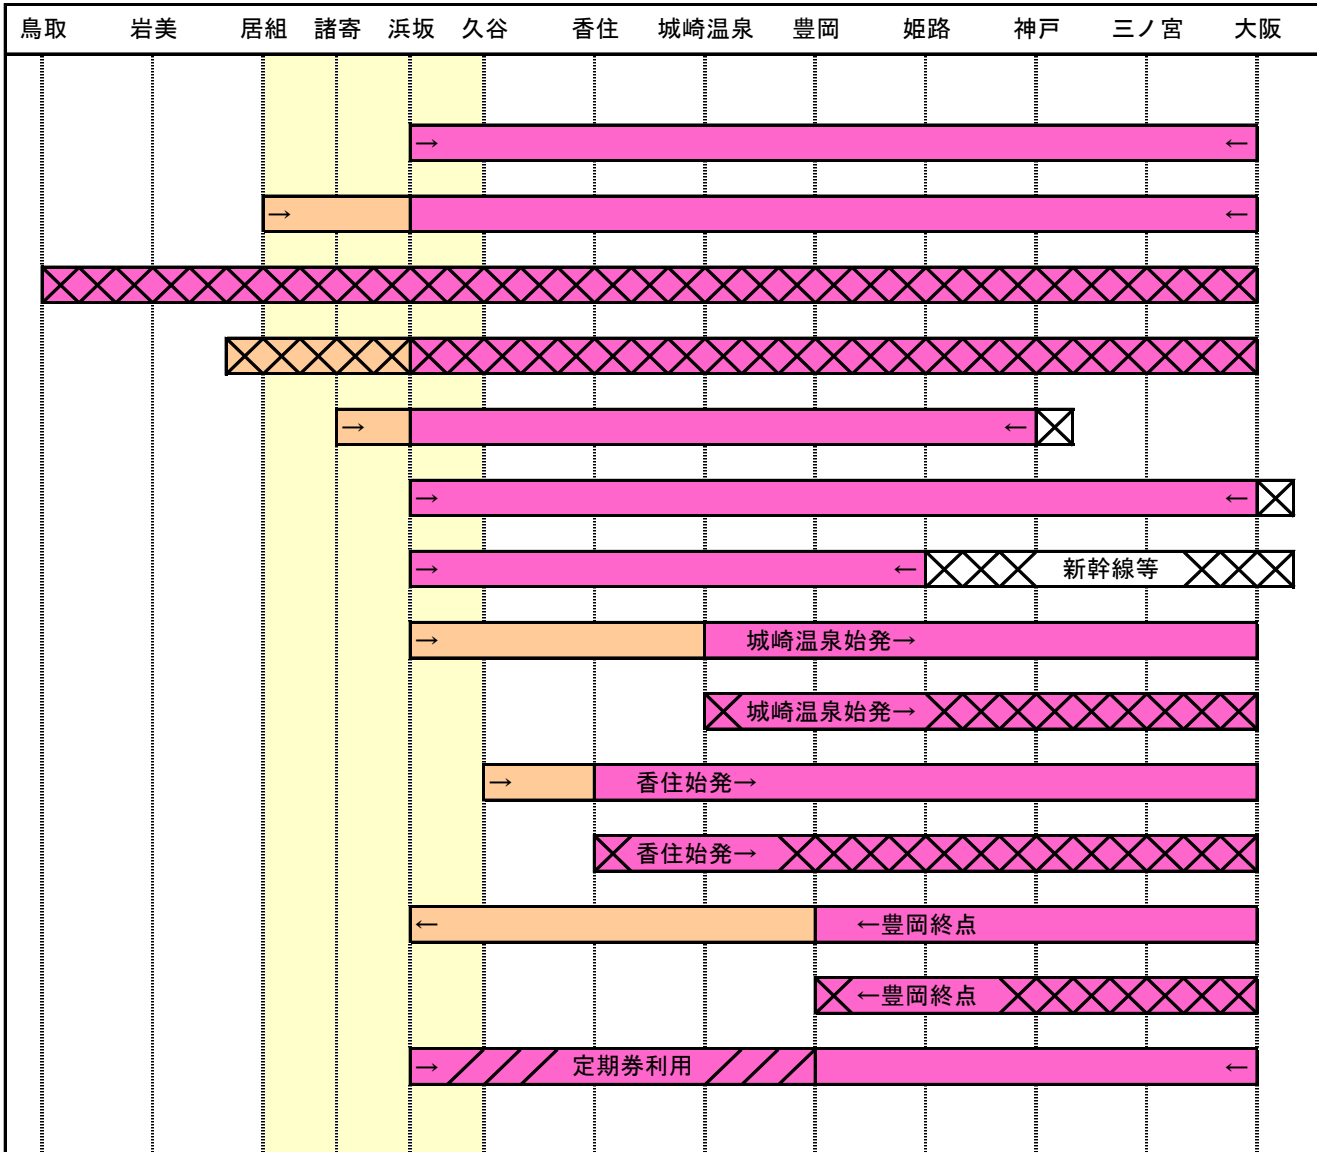 鳥取 岩美 居組 諸寄 浜坂 久谷 香住 城崎温泉 豊岡 姫路 神戸 三ノ宮 大阪
→ ←
→ ←
→ ←
→ ←
→ ← 新幹線等
→ 城崎温泉始発→
城崎温泉始発→
→ 香住始発→
香住始発→
← ←豊岡終点
←豊岡終点
→ 定期券利用 ←